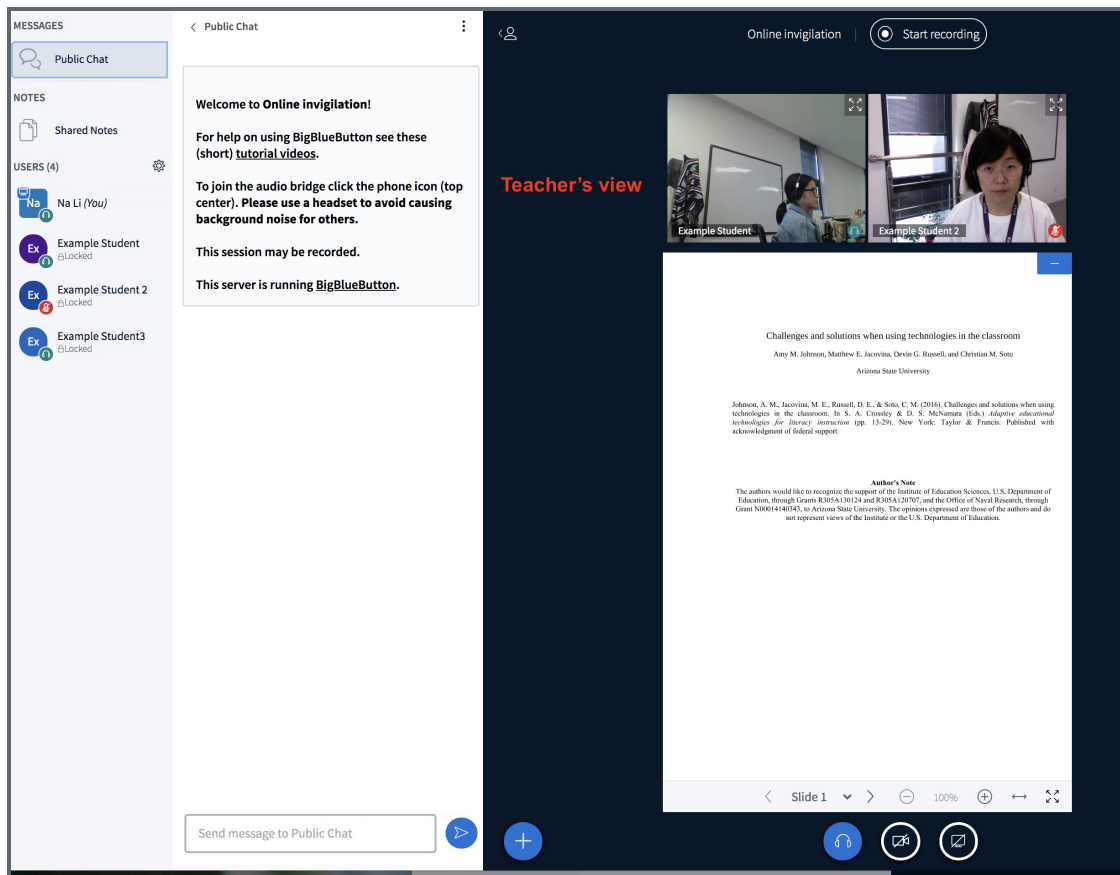 MESSAGES
Public Chat
NOTES
Shared Notes
USERS (4)
Na
Na Li (You)
Ex
Example Student
Locked
Ex
Example Student 2
Locked
Ex
Example Student3
Locked
Public Chat
Welcome to Online invigilation!
For help on using BigBlueButton see these
(short) tutorial videos.
To join the audio bridge click the phone icon (top
center). Please use a headset to avoid causing
background noise for others.
This session may be recorded.
This server is running BigBlueButton.
Send message to Public Chat
Online invigilation
Start recording
Teacher's view
Example Student
Example Student 2
Challenges and solutions when using technologies in the classroom
Amy M. Johnson, Matthew E. Jacovina, Devin G. Russell, and Christian M. Soto
Arizona State University
Johnson, A. M., Jacovina, M. E., Russell, D. E., & Soto, C. M. (2016). Challenges and solutions when using
technologies in the classroom. In S. A. Crossley & D. S. McNamara (Eds.) Adaptive educational
technologies for literacy instruction (pp. 13-29). New York: Taylor & Francis. Published with
acknowledgment of federal support.
Author's Note
The authors would like to recognize the support of the Institute of Education Sciences, U.S. Department of
Education, through Grants R305A130124 and R305A120707, and the Office of Naval Research, through
Grant N00014140343, to Arizona State University. The opinions expressed are those of the authors and do
not represent views of the Institute or the U.S. Department of Education.
Slide 1
100%